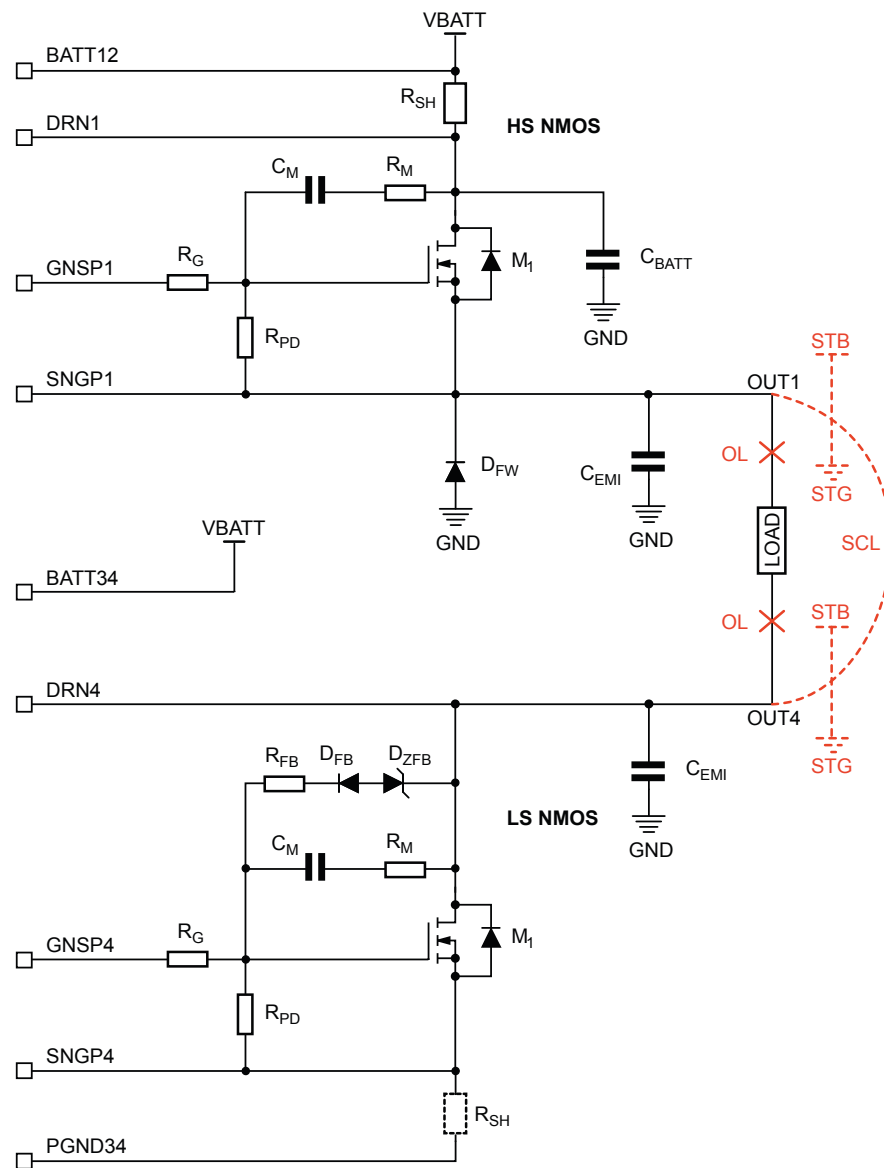 VBATT
BATT12
RSH
DRN1
HS NMOS
CM
RM
RG
GNSP1
M1
CBATT
GND
RPD
STB
SNGP1
OUT1
OL
DFW
CEMI
STG
GND
GND
LOAD
SCL
VBATT
BATT34
STB
OL
DRN4
OUT4
RFB
DFB
DZFB
CEMI
STG
LS NMOS
CM
RM
GND
RG
GNSP4
M1
RPD
SNGP4
RSH
PGND34